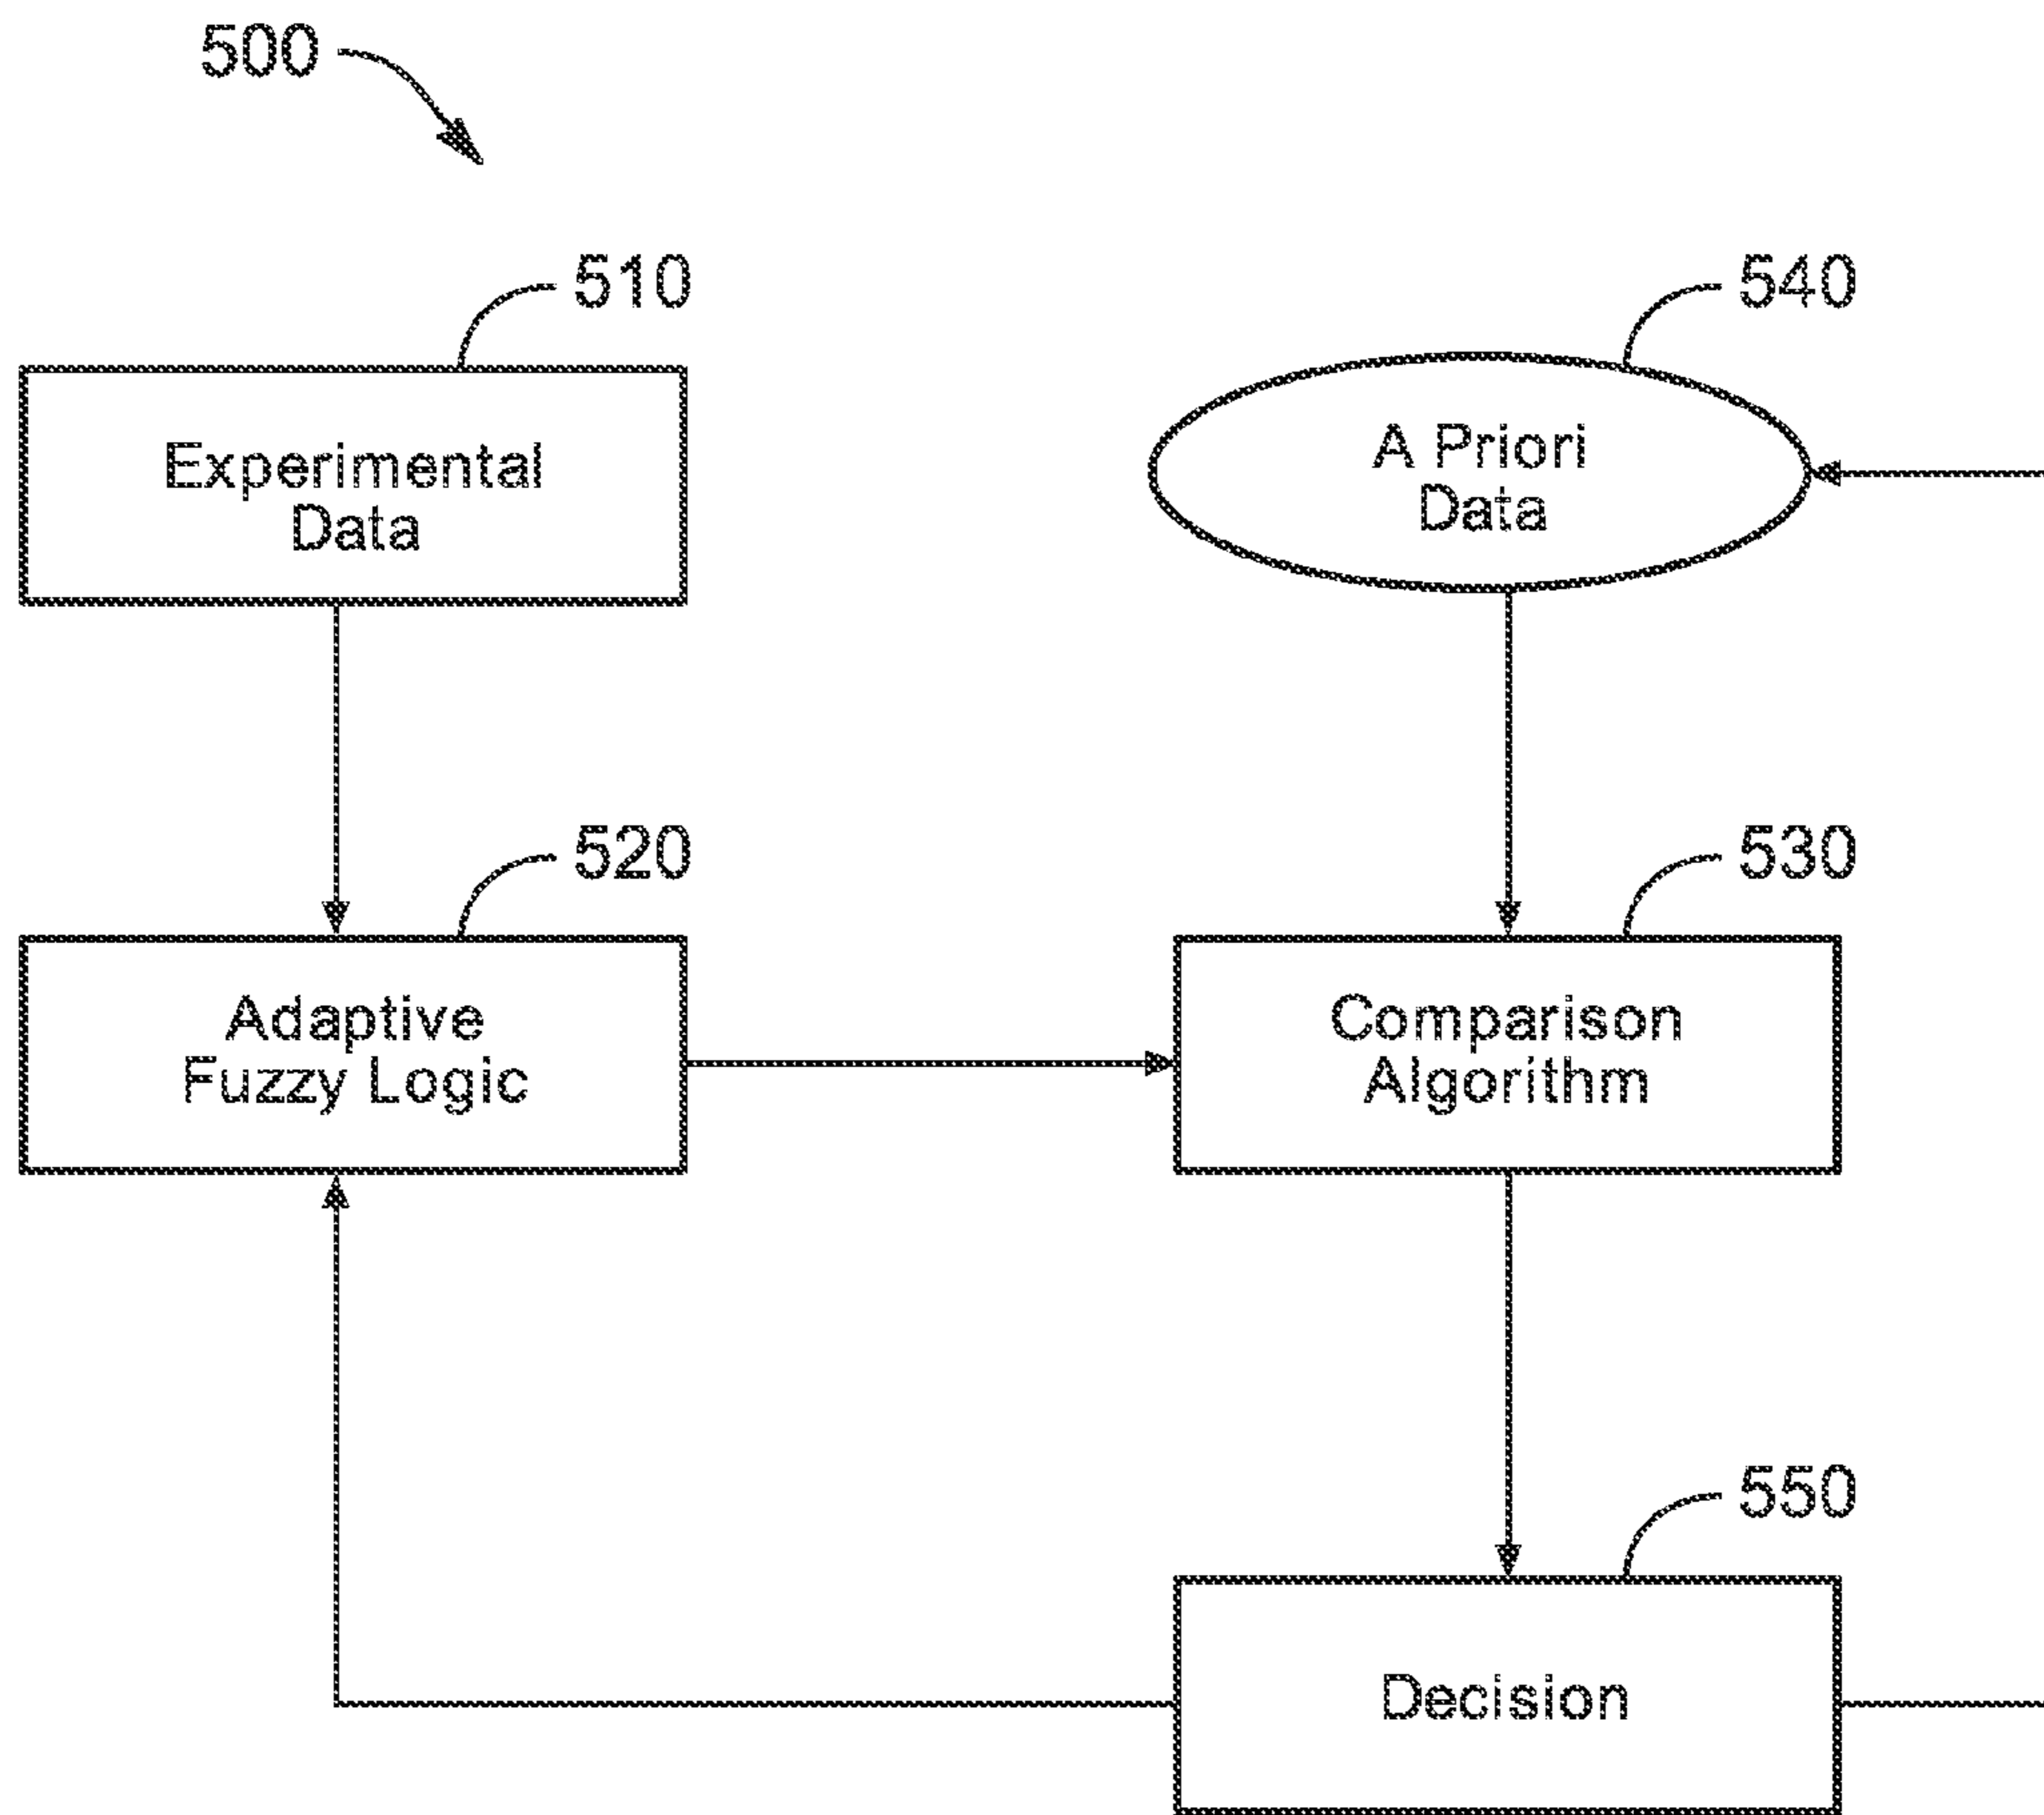 500
510
540
Experimental
Data
A Priori
Data
520
530
Adaptive
Fuzzy Logic
Comparison
Algorithm
550
Decision